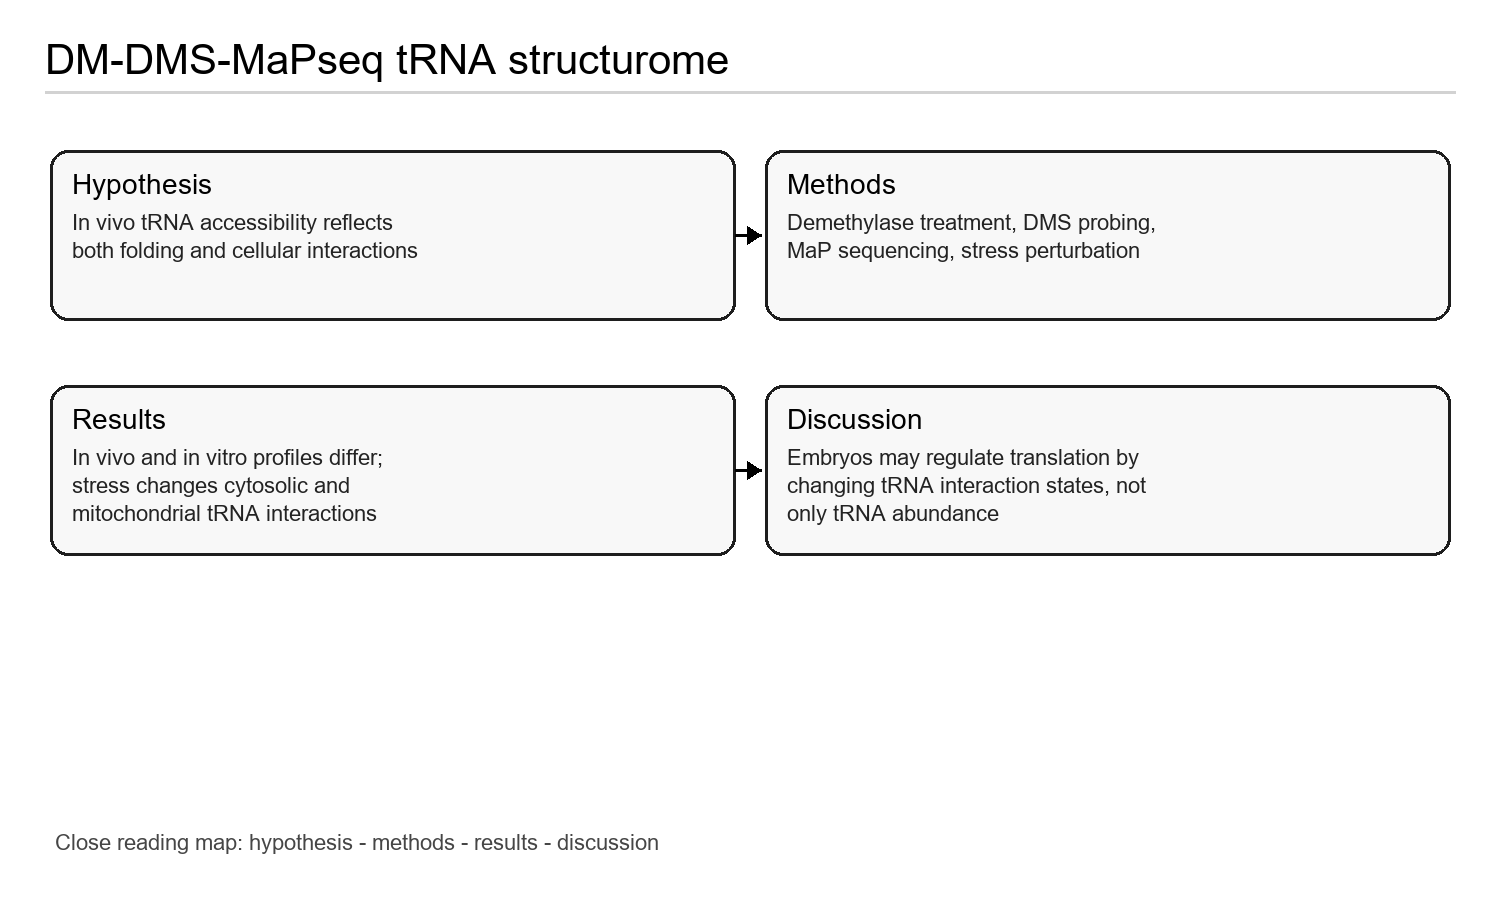 DM-DMS-MaPseq tRNA structurome
Hypothesis
In vivo tRNA accessibility reflects
both folding and cellular interactions
Methods
Demethylase treatment, DMS probing,
MaP sequencing, stress perturbation
Results
In vivo and in vitro profiles differ;
stress changes cytosolic and
mitochondrial tRNA interactions
Discussion
Embryos may regulate translation by
changing tRNA interaction states, not
only tRNA abundance
Close reading map: hypothesis - methods - results - discussion